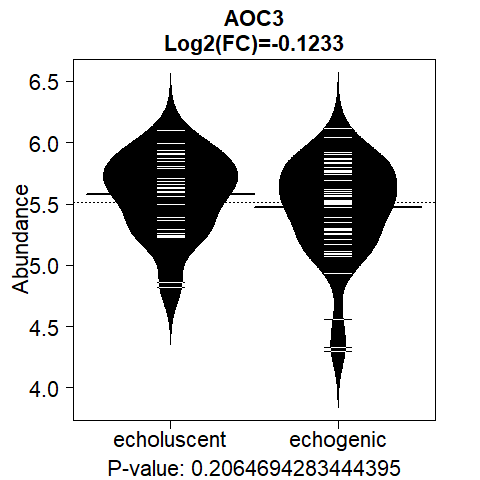 AOC3
Log2(FC)=-0.1233
Abundance
6.5
6.0
5.5
5.0
4.5
4.0
echoluscent echogenic
P-value: 0.2064694283444395